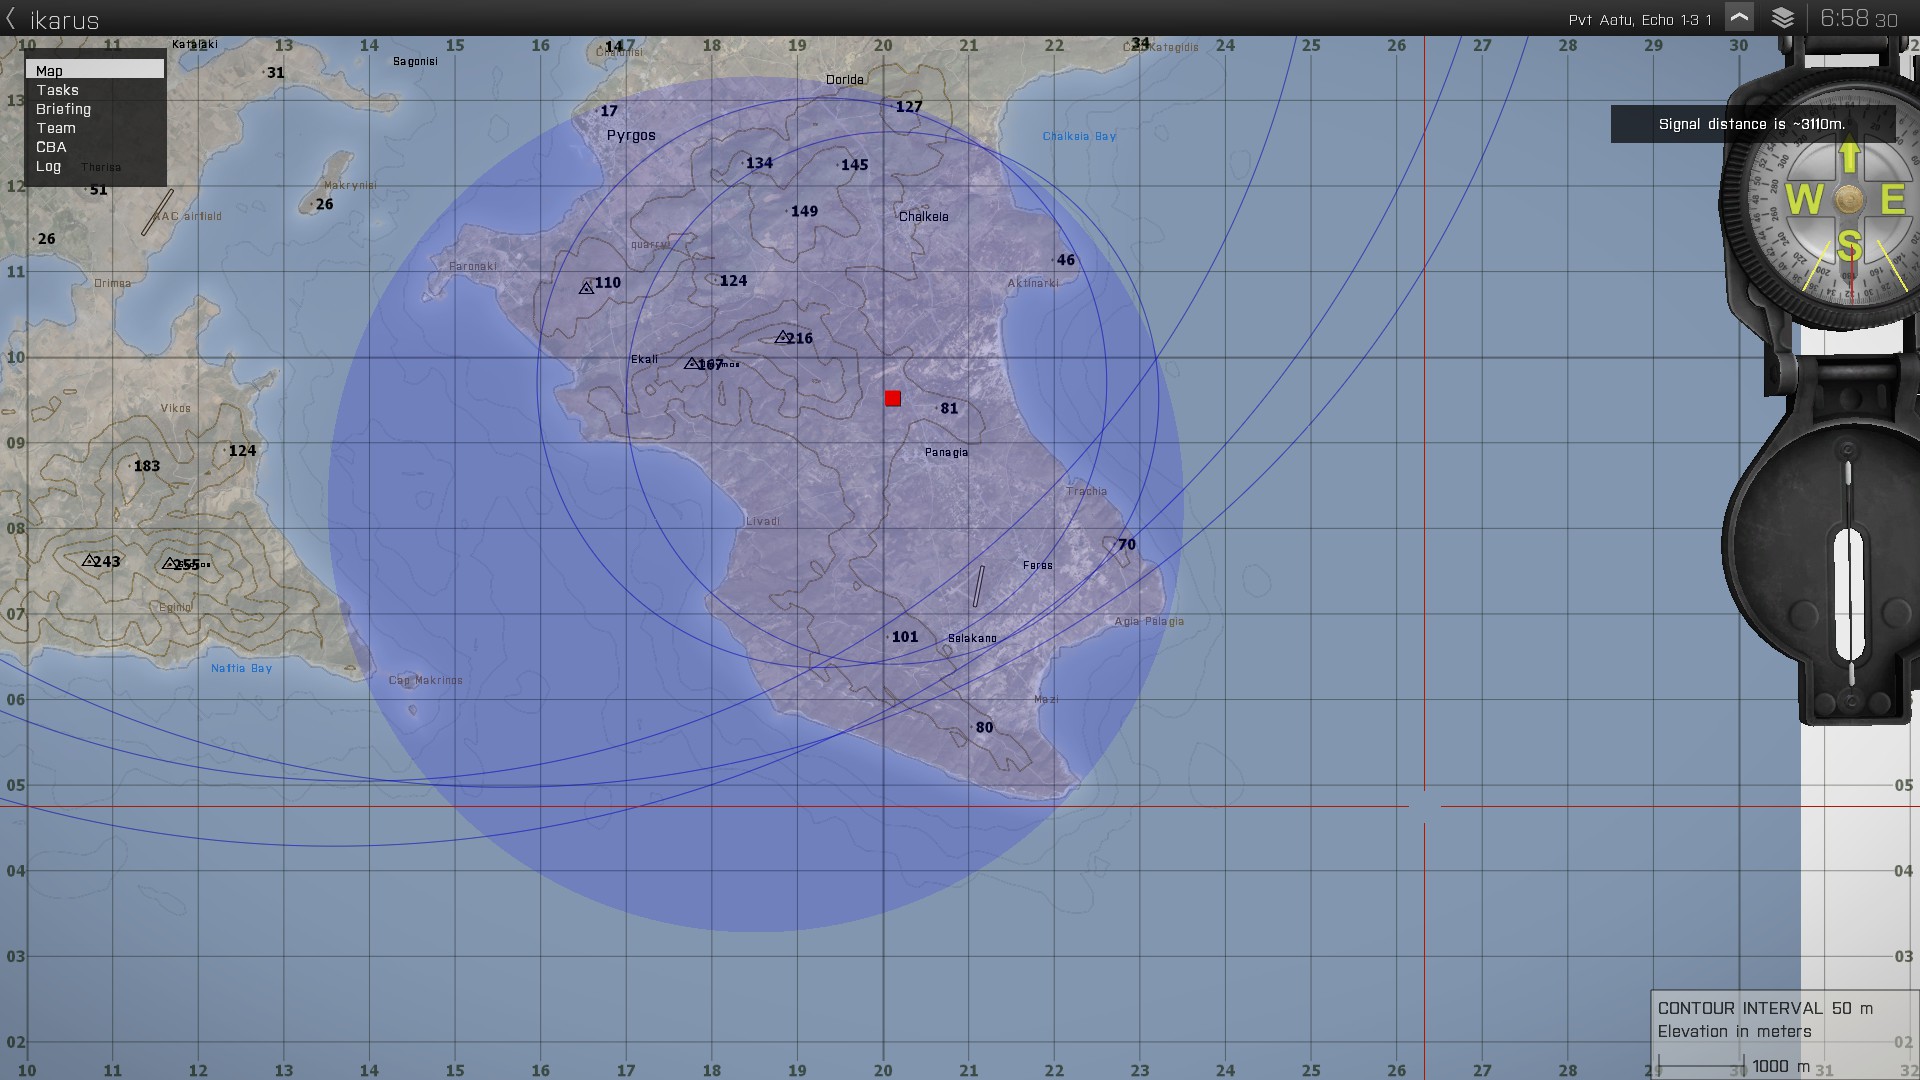 ikarus
Pvt Aatu, Echo 1-3 1
6:58 30
10 11 12 13 14 15 16 17 18 19 20 21 22 23 24 25 26 27 28 29 30
Katalaki
14
34
Cap Kategidis
Sagonisi
31
Map
Tasks
Briefing
Team
CBA
Log
Dorida
13
17
127
Pyrgos
Chalkeia Bay
Signal distance is ~3110m.
Therisa
134
145
12
51
Makrynisi
26
149
AAC airfield
Chalkeia
W E
S
26
quarry
46
11
Faronaki
Orimea
110
124
Aktinarki
216
10
Ekali
167
Vikos
81
09
124
183
Panagia
Trachia
08
Livadi
70
243
255
Feres
07
Eginio
Agia Pelagia
101
Selakano
Naftia Bay
Cap Makrinos
06
Mazi
80
05
05
04
04
03
03
CONTOUR INTERVAL 50 m
Elevation in meters
02
02
1000 m
10 11 12 13 14 15 16 17 18 19 20 21 22 23 24 25 26 27 28 29 30 31 32